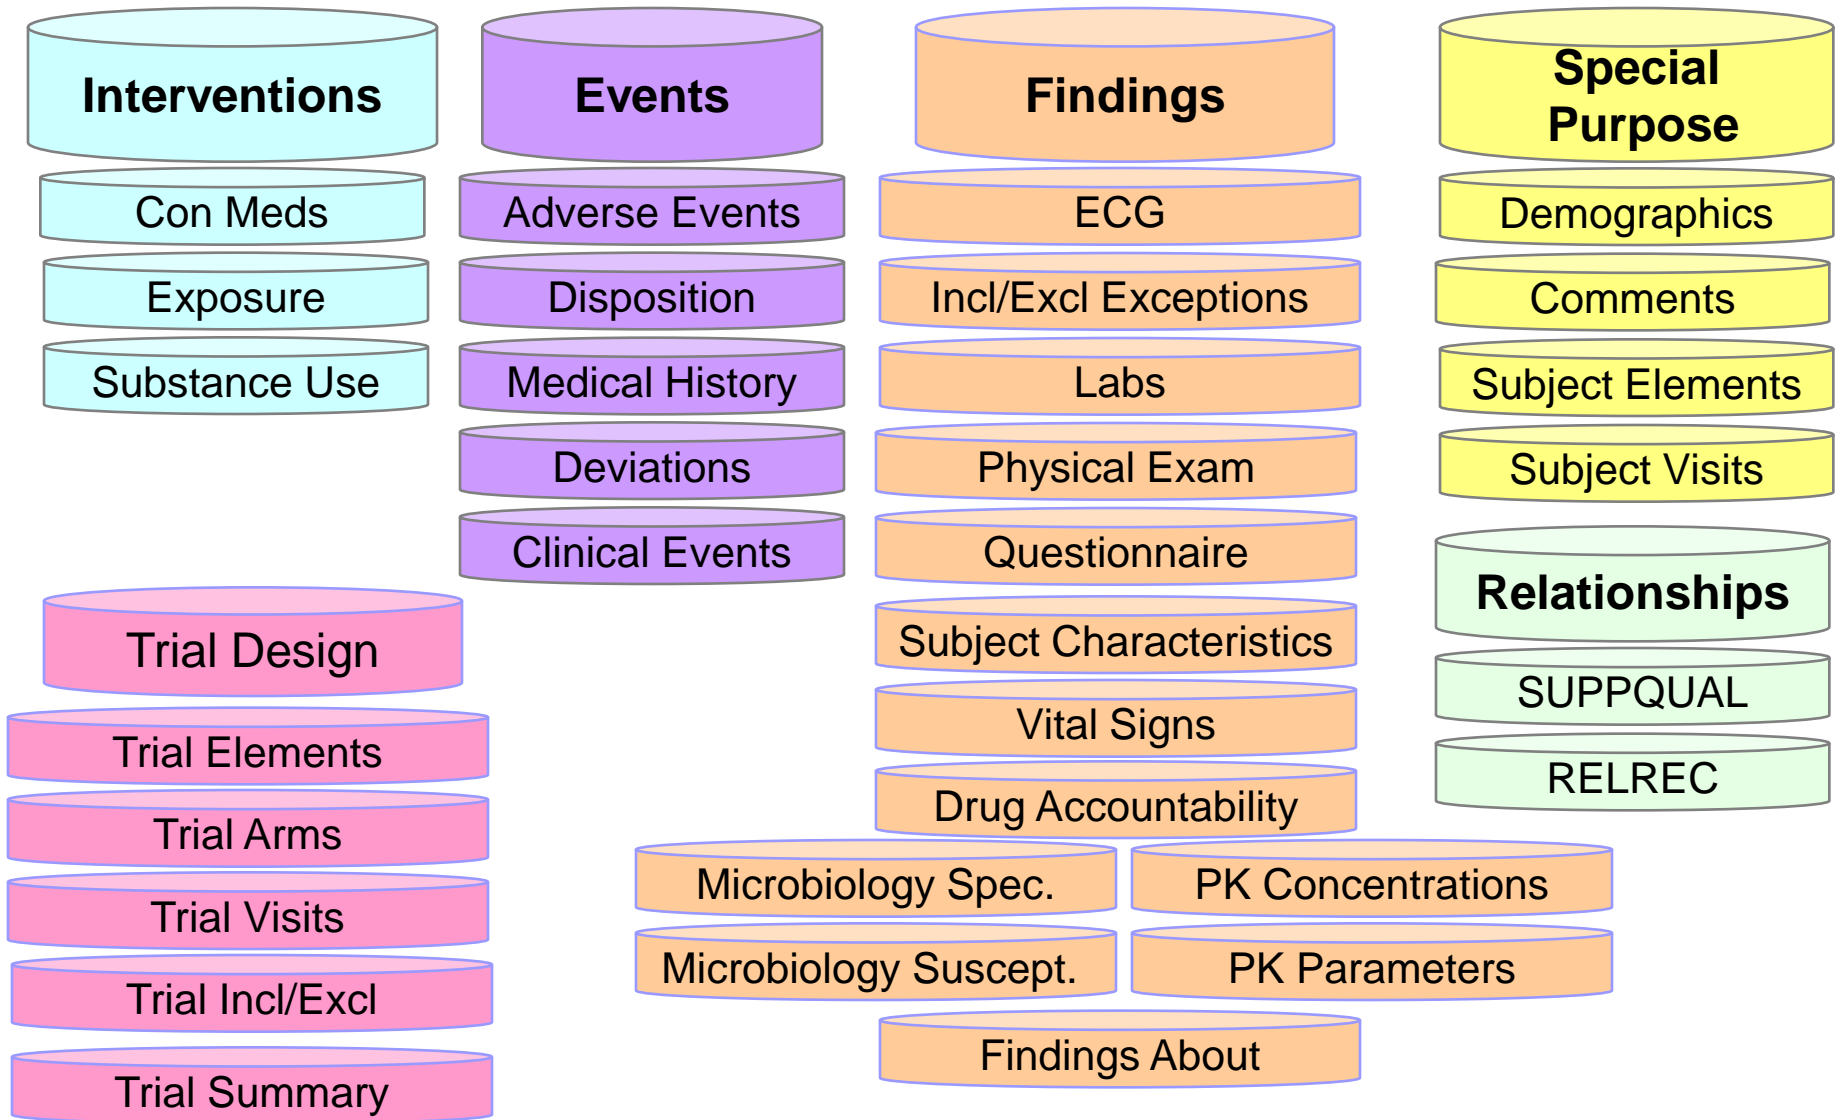 Interventions
Con Meds
Exposure
Substance Use
Events
Adverse Events
Disposition
Medical History
Deviations
Clinical Events
Findings
ECG
Incl/Excl Exceptions
Labs
Physical Exam
Questionnaire
Subject Characteristics
Vital Signs
Drug Accountability
Microbiology Spec.
PK Concentrations
Microbiology Suscept.
PK Parameters
Findings About
Special
Purpose
Demographics
Comments
Subject Elements
Subject Visits
Relationships
SUPPQUAL
RELREC
Trial Design
Trial Elements
Trial Arms
Trial Visits
Trial Incl/Excl
Trial Summary